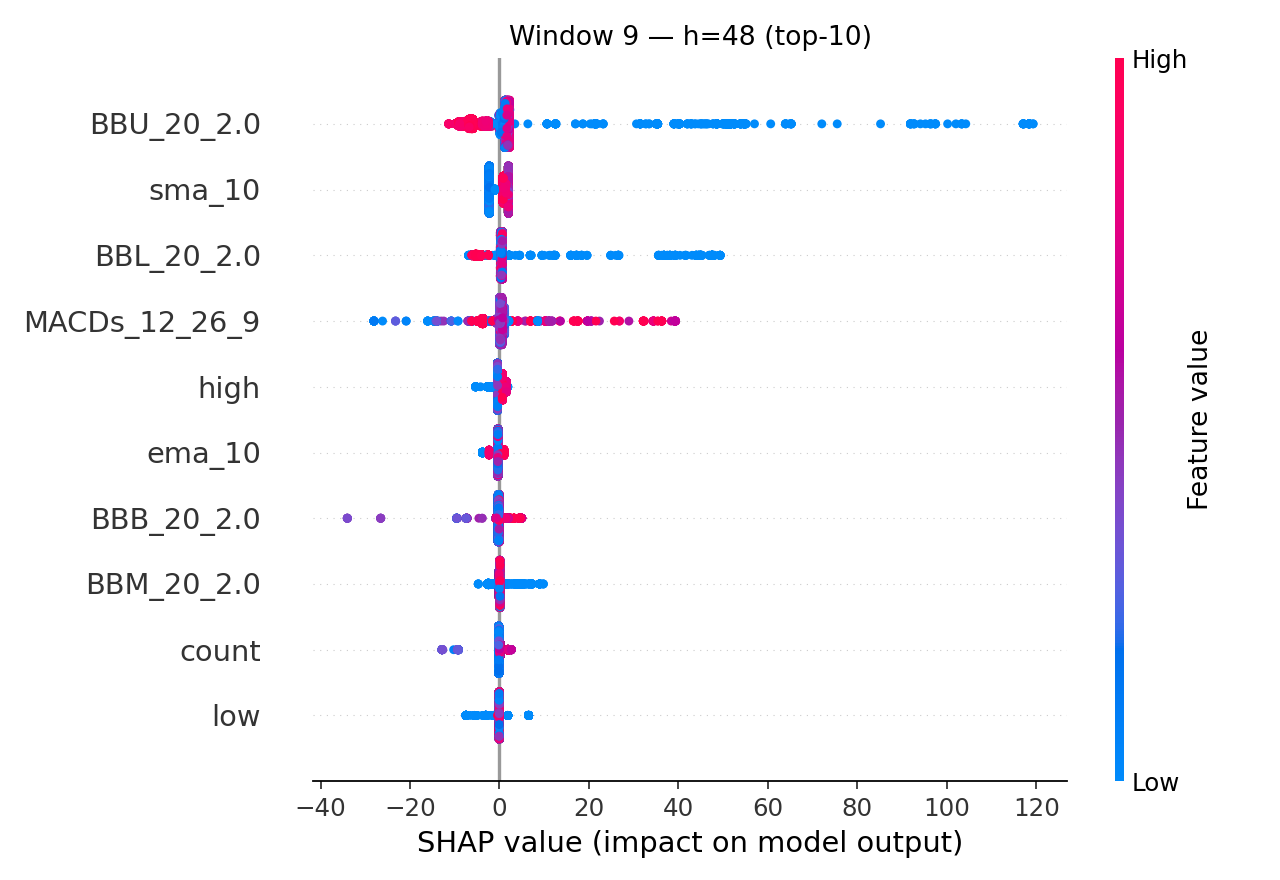 Window 9 — h=48 (top-10)
High
BBU_20_2.0
sma_10
BBL_20_2.0
MACDs_12_26_9
high
ema_10
BBB_20_2.0
BBM_20_2.0
count
low
Feature value
Low
−40 −20 0 20 40 60 80 100 120
SHAP value (impact on model output)